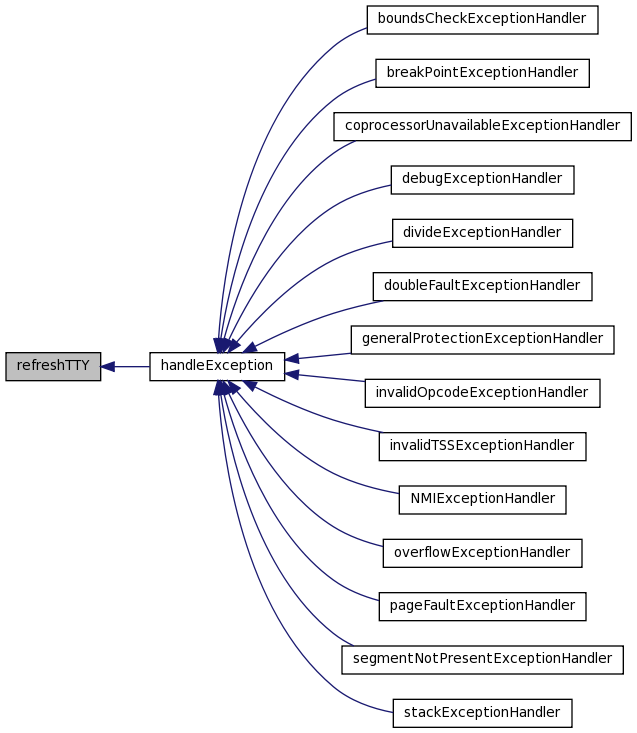 boundsCheckExceptionHandler
breakPointExceptionHandler
coprocessorUnavailableExceptionHandler
debugExceptionHandler
divideExceptionHandler
doubleFaultExceptionHandler
generalProtectionExceptionHandler
refreshTTY
handleException
invalidOpcodeExceptionHandler
invalidTSSExceptionHandler
NMIExceptionHandler
overflowExceptionHandler
pageFaultExceptionHandler
segmentNotPresentExceptionHandler
stackExceptionHandler